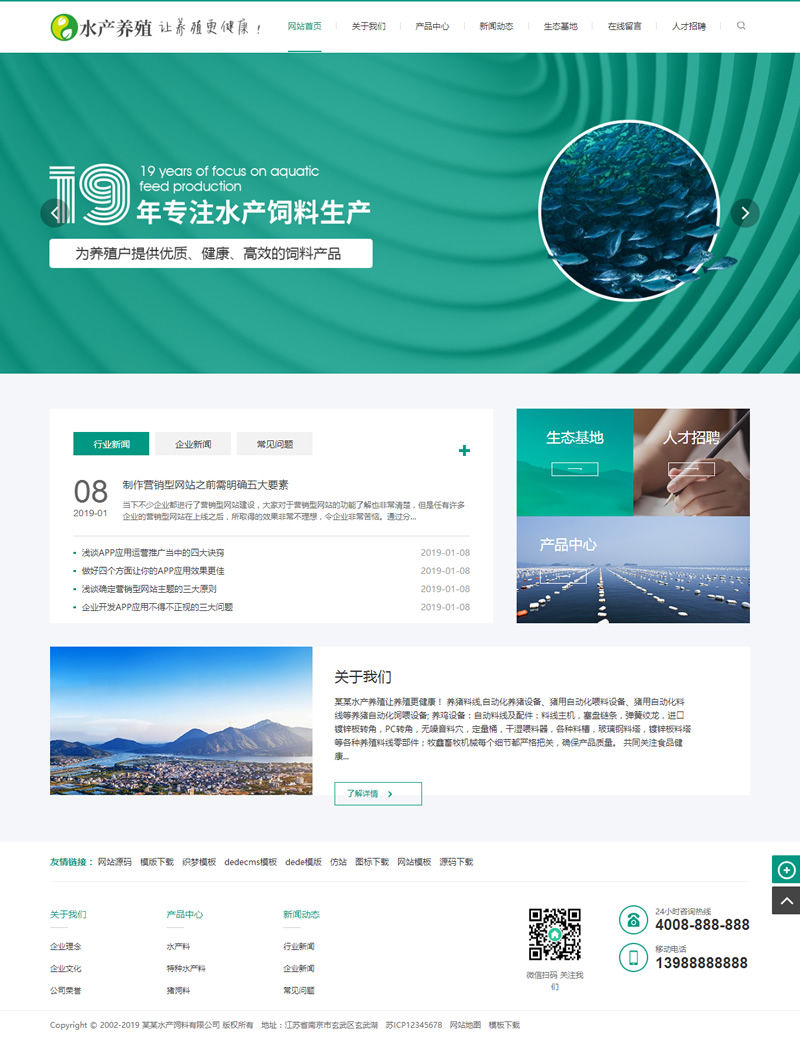 水产养殖 让养殖更健康！
网站首页 关于我们 产品中心 新闻动态 生态基地 在线留言 人才招聘
19 years of focus on aquatic
feed production
19年专注水产饲料生产
为养殖户提供优质、健康、高效的饲料产品
行业新闻 企业新闻 常见问题
08
2019-01
制作营销型网站之前需明确五大要素
当下不少企业都进行了营销型网站建设，大家对于营销型网站的功能了解也非常清楚，但是任有许多
企业的营销型网站在上线之后，所取得的效果非常不理想，令企业非常苦恼。通过分...
浅谈APP应用运营推广当中的四大诀窍 2019-01-08
做好四个方面让你的APP应用效果更佳 2019-01-08
浅谈确定营销型网站主题的三大原则 2019-01-08
企业开发APP应用不得不正视的三大问题 2019-01-08
生态基地
人才招聘
产品中心
关于我们
某某水产养殖让养殖更健康！ 养猪料线,自动化养猪设备、猪用自动化喂料设备、猪用自动化料
线等养猪自动化饲喂设备; 养鸡设备：自动料线及配件：料线主机，塞盘链条，弹簧绞龙，进口
镀锌板转角，PC转角，无噪音料穴，定量桶，干湿喂料器，各种料槽，玻璃钢料塔，镀锌板料塔
等各种养殖料线零部件；牧鑫畜牧机械每个细节都严格把关，确保产品质量。 共同关注食品健
康...
了解详情
友情链接： 网站源码 模版下载 织梦模板 dedecms模板 dede模版 仿站 图标下载 网站模板 源码下载
关于我们
企业理念
企业文化
公司荣誉
产品中心
水产料
特种水产料
猪饲料
新闻动态
行业新闻
企业新闻
常见问题
微信扫码 关注我
们
24小时咨询热线
4008-888-888
移动电话
13988888888
Copyright © 2002-2019 某某水产饲料有限公司 版权所有 地址：江苏省南京市玄武区玄武湖 苏ICP12345678 网站地图 模板下载